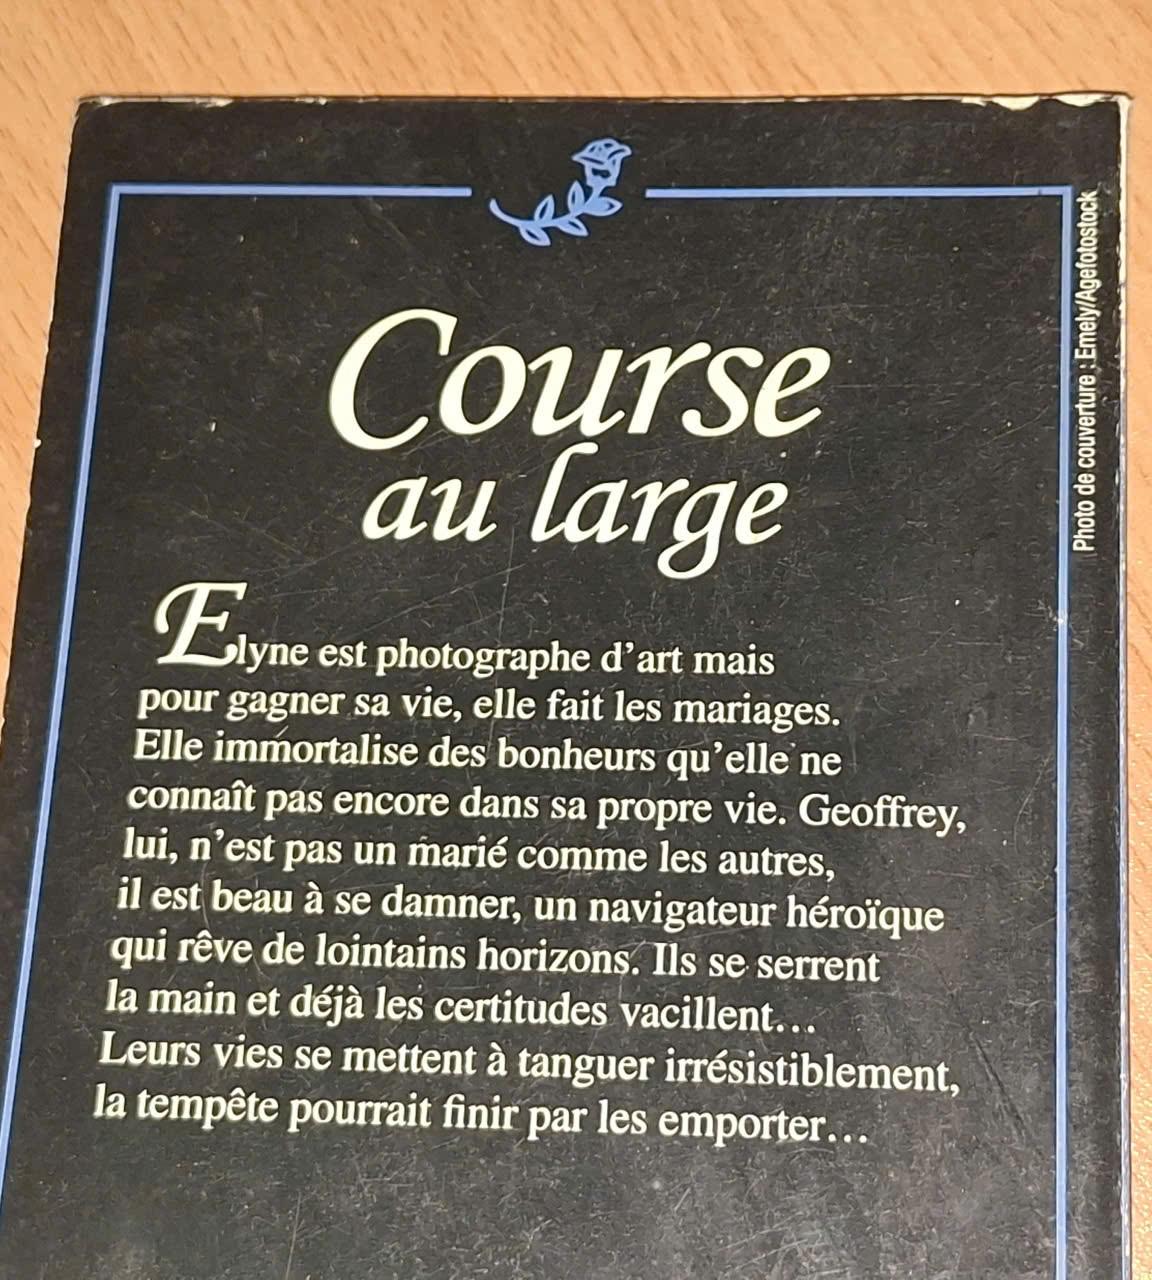 Course
au large
Elyne est photographe d’art mais
pour gagner sa vie, elle fait les mariages.
Elle immortalise des bonheurs qu’elle ne
connaît pas encore dans sa propre vie. Geoffrey,
lui, n’est pas un marié comme les autres,
il est beau à se damner, un navigateur héroïque
qui rêve de lointains horizons. Ils se serrent
la main et déjà les certitudes vacillent…
Leurs vies se mettent à tanguer irrésistiblement,
la tempête pourrait finir par les emporter…
Photo de couverture : Emely/Agefotostock